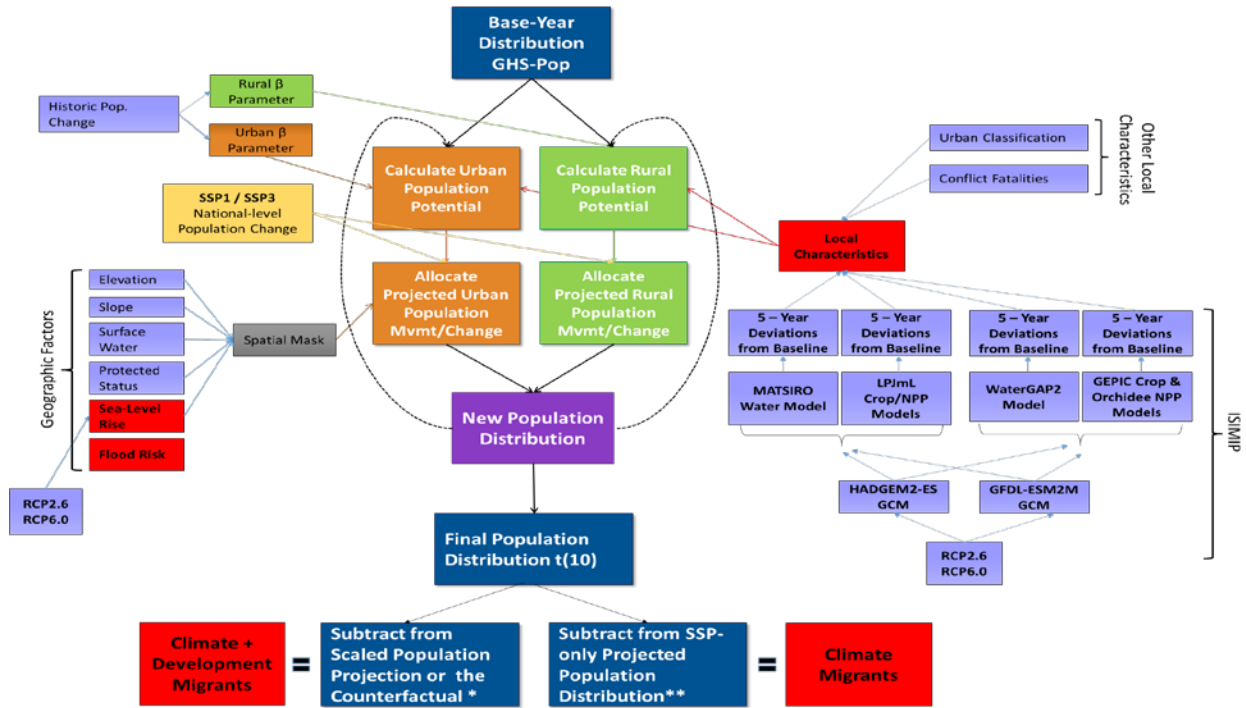 Base-Year
Distribution
GHS-Pop
Rural β
Parameter
Historic Pop.
Change
Urban β
Parameter
Calculate Urban
Population
Potential
Calculate Rural
Population
Potential
SSP1 / SSP3
National-level
Population Change
Urban Classification
Conflict Fatalities
Other Local
Characteristics
Local
Characteristics
Allocate
Projected Urban
Population
Mvmt/Change
Allocate
Projected Rural
Population
Mvmt/Change
Geographic Factors
Elevation
Slope
Surface
Water
Protected
Status
Sea-Level
Rise
Flood Risk
Spatial Mask
RCP2.6
RCP6.0
5 – Year
Deviations
from Baseline
5 – Year
Deviations
from Baseline
5 – Year
Deviations
from Baseline
5 – Year
Deviations
from Baseline
MATSIRO
Water Model
LPJmL
Crop/NPP
Models
WaterGAP2
Model
GEPIC Crop &
Orchidee NPP
Models
ISIMIP
HADGEM2-ES
GCM
GFDL-ESM2M
GCM
RCP2.6
RCP6.0
New Population
Distribution
Final Population
Distribution t(10)
Climate +
Development
Migrants
=
Subtract from
Scaled Population
Projection or the
Counterfactual *
Subtract from SSP-
only Projected
Population
Distribution**
=
Climate
Migrants